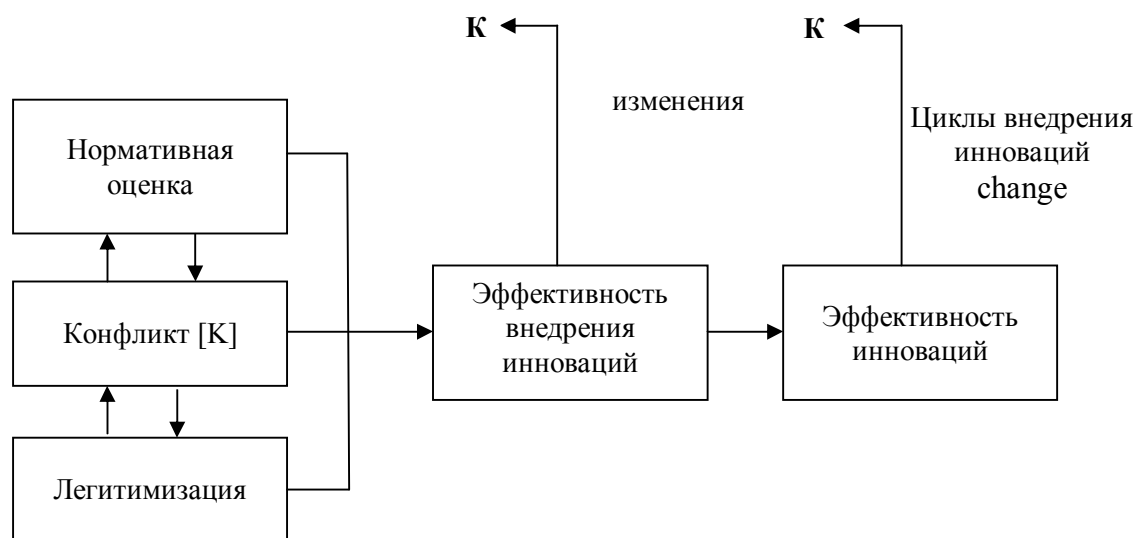 К
К
изменения
Циклы внедрения
инноваций
change
Нормативная
оценка
Конфликт [К]
Легитимизация
Эффективность
внедрения
инноваций
Эффективность
инноваций